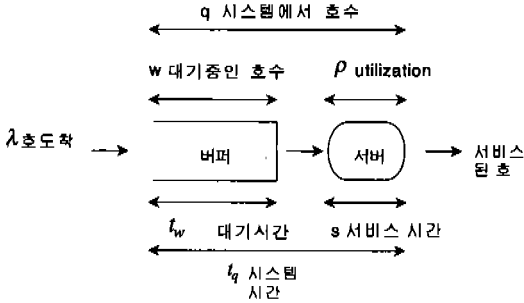 q 시스템에서 호수
w 대기중인 호수
ρ utilization
λ호도착
버퍼
서버
서비스
된 호
t_w 대기시간
s 서비스 시간
t_q 시스템
시간